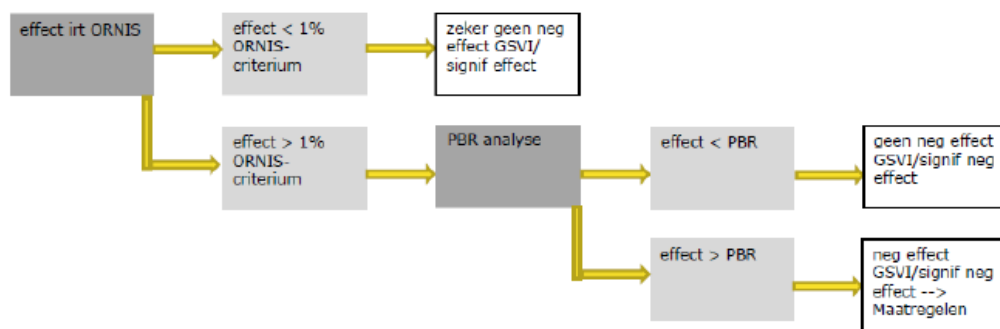 effect irt ORNIS
effect < 1%
ORNIS-
criterium
zeker geen neg
effect GSVI/
signif effect
effect > 1%
ORNIS-
criterium
PBR analyse
effect < PBR
geen neg effect
GSVI/signif neg
effect
effect > PBR
neg effect
GSVI/signif neg
effect -->
Maatregelen